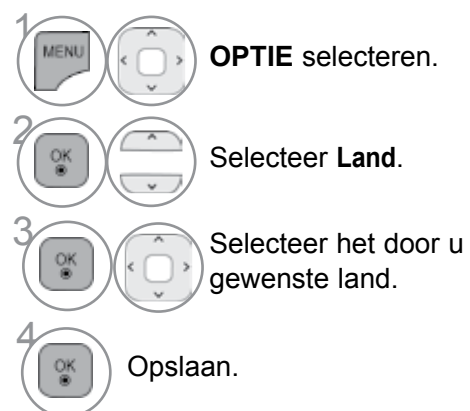 1
MENU
OPTIE selecteren.
2
OK
Selecteer Land.
3
OK
Selecteer het door u
gewenste land.
4
OK
Opslaan.